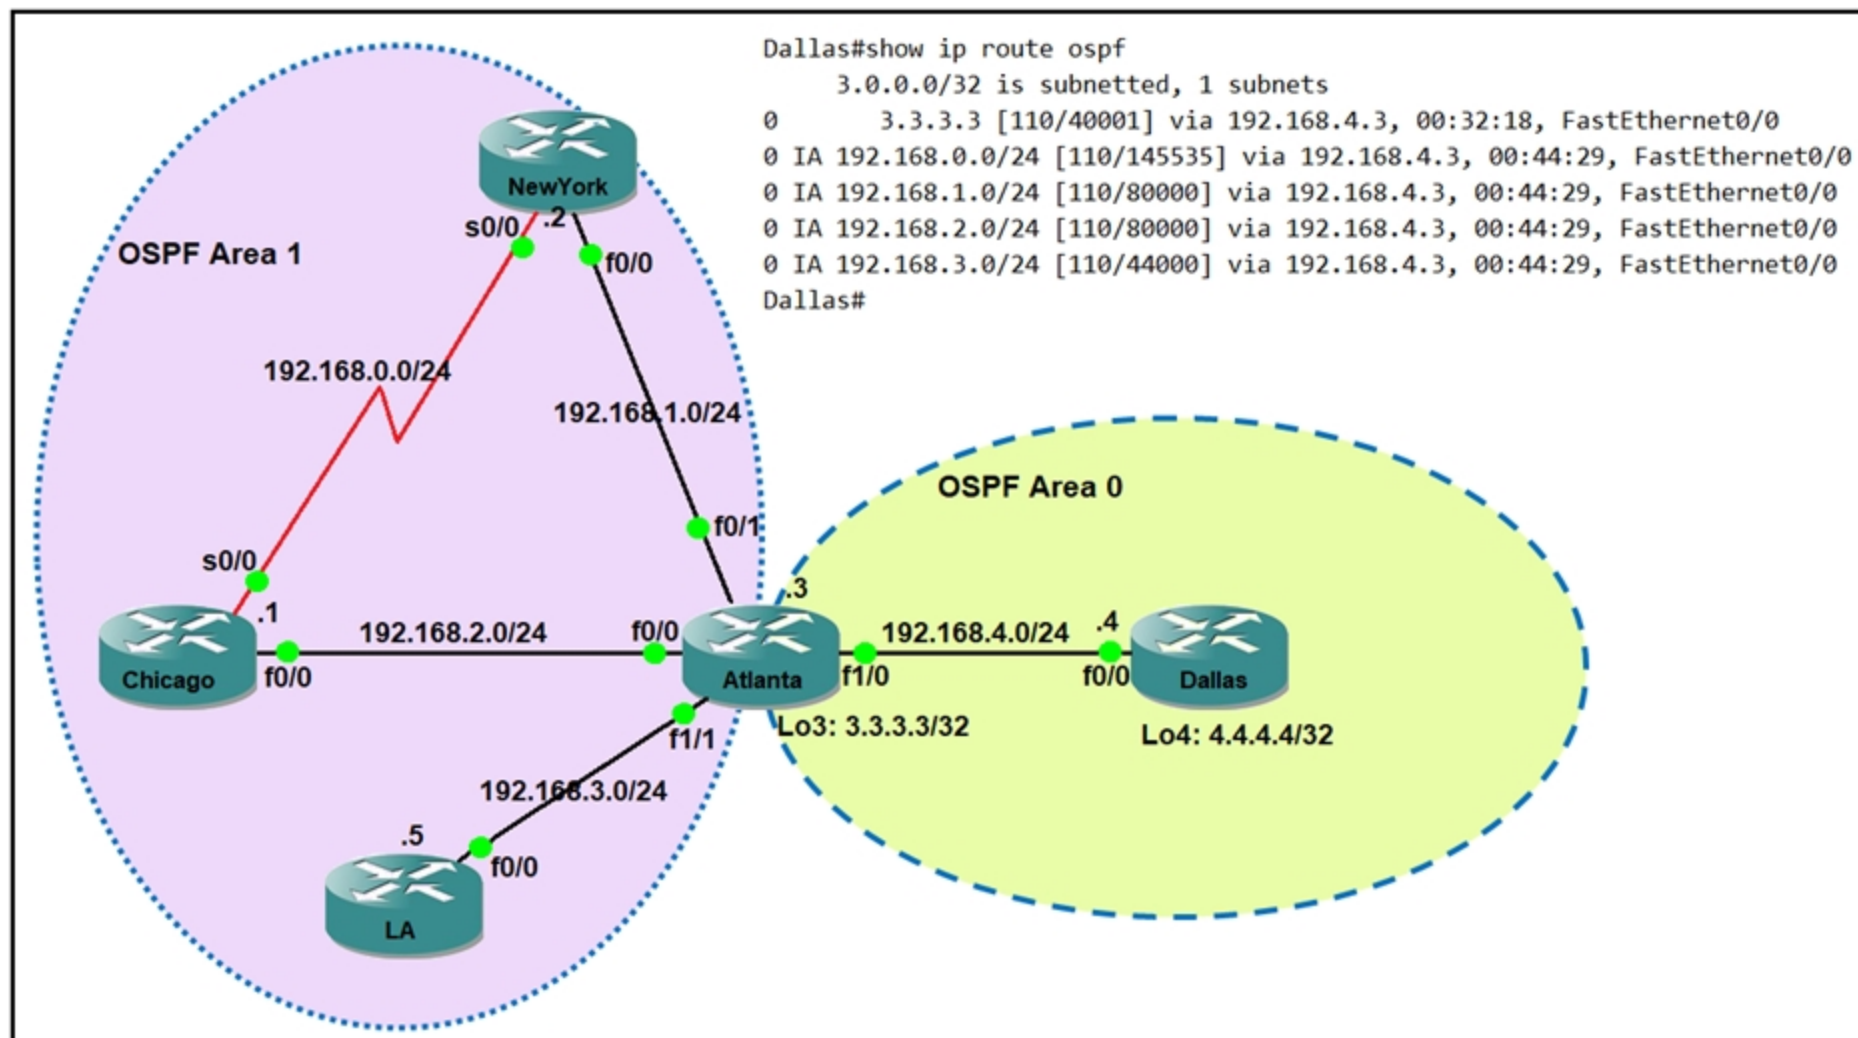 Dallas#show ip route ospf
3.0.0.0/32 is subnetted, 1 subnets
O 3.3.3.3 [110/40001] via 192.168.4.3, 00:32:18, FastEthernet0/0
O IA 192.168.0.0/24 [110/145535] via 192.168.4.3, 00:44:29, FastEthernet0/0
O IA 192.168.1.0/24 [110/80000] via 192.168.4.3, 00:44:29, FastEthernet0/0
O IA 192.168.2.0/24 [110/80000] via 192.168.4.3, 00:44:29, FastEthernet0/0
O IA 192.168.3.0/24 [110/44000] via 192.168.4.3, 00:44:29, FastEthernet0/0
Dallas#
NewYork
s0/0 .2
OSPF Area 1
f0/0
192.168.0.0/24
192.168.1.0/24
OSPF Area 0
f0/1
s0/0
.3
.1
192.168.2.0/24
f0/0
192.168.4.0/24
.4
Chicago
f0/0
Atlanta
f1/0
f0/0
Dallas
Lo3: 3.3.3.3/32
Lo4: 4.4.4.4/32
f1/1
192.168.3.0/24
.5
f0/0
LA